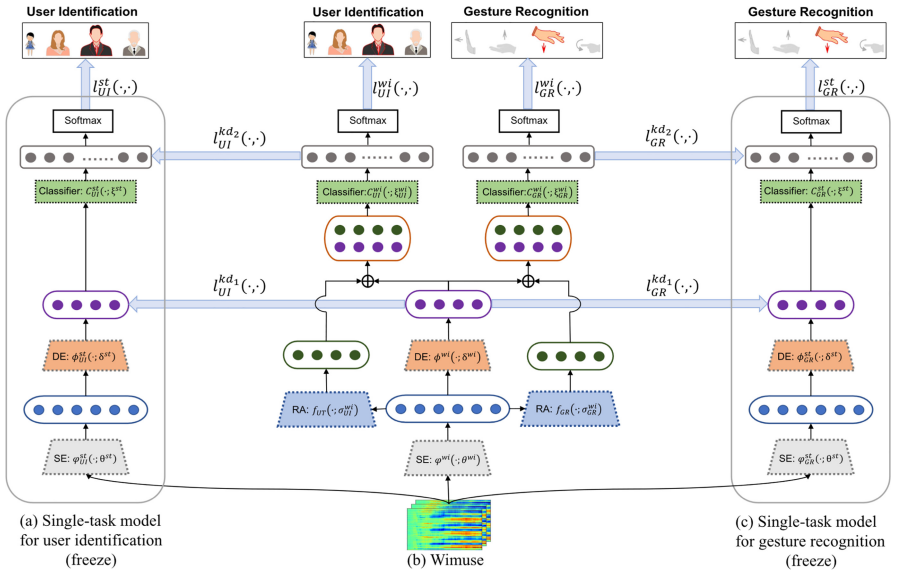 User Identification
User Identification
Gesture Recognition
Gesture Recognition
l_{UI}^{st}(·,·)
l_{UI}^{wi}(·,·)
l_{GR}^{wi}(·,·)
l_{GR}^{st}(·,·)
Softmax
Softmax
Softmax
Softmax
l_{UI}^{kd_2}(·,·)
l_{GR}^{kd_2}(·,·)
Classifier: C_{UI}^{st}(·; ξ^{st})
Classifier:C_{UI}^{wi}(·; ξ_{UI}^{wi})
Classifier:C_{GR}^{wi}(·; ξ_{GR}^{wi})
Classifier: C_{GR}^{st}(·; ξ^{st})
l_{UI}^{kd_1}(·,·)
l_{GR}^{kd_1}(·,·)
DE: ϕ_{UI}^{st}(·; δ^{st})
DE: ϕ^{wi}(·; δ^{wi})
DE: ϕ_{GR}^{st}(·; δ^{st})
RA: f_{UT}(·; σ_{UI}^{wi})
RA: f_{GR}(·; σ_{GR}^{wi})
SE: φ_{UI}^{st}(·; θ^{st})
SE: φ^{wi}(·; θ^{wi})
SE: φ_{GR}^{st}(·; θ^{st})
(a) Single-task model
for user identification
(freeze)
(b) Wimuse
(c) Single-task model
for gesture recognition
(freeze)